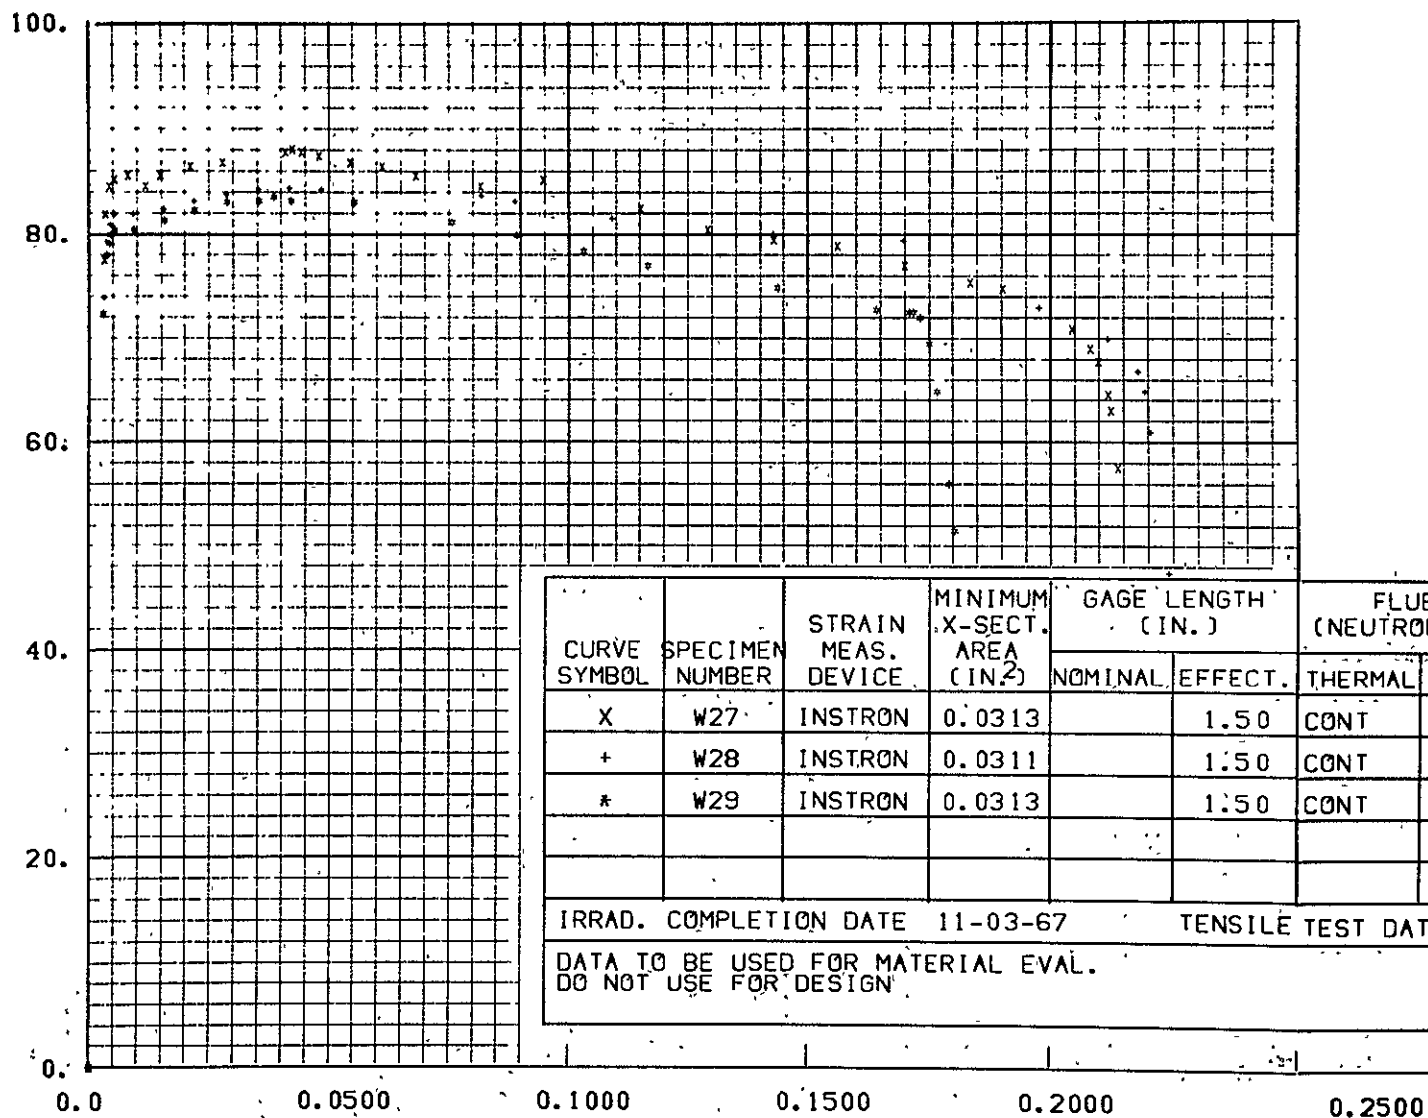 100.
80.
60.
40.
20.
0.
0.0 0.0500 0.1000 0.1500 0.2000 0.2500
CURVE SYMBOL SPECIMEN NUMBER STRAIN MEAS. DEVICE MINIMUM X-SECT. AREA (IN.2) GAGE LENGTH (IN.) NOMINAL EFFECT. FLUE (NEUTRO THERMAL
X W27 INSTRON 0.0313 1.50 CONT
+ W28 INSTRON 0.0311 1.50 CONT
* W29 INSTRON 0.0313 1.50 CONT
IRRAD. COMPLETION DATE 11-03-67 TENSILE TEST DAT
DATA TO BE USED FOR MATERIAL EVAL.
DO NOT USE FOR DESIGN